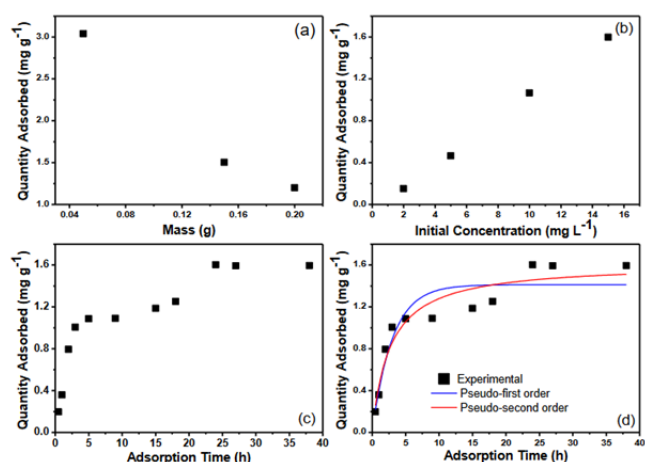 (a)
Quantity Adsorbed (mg g⁻¹)
3.0
2.5
1.5
1.0
0.04 0.08 0.12 0.16 0.20
Mass (g)
(b)
Quantity Adsorbed (mg g⁻¹)
1.6
1.2
0.8
0.4
0.0
0 2 4 6 8 10 12 14 16
Initial Concentration (mg L⁻¹)
(c)
Quantity Adsorbed (mg g⁻¹)
1.6
1.2
0.8
0.4
0.0
0 5 10 15 20 25 30 35 40
Adsorption Time (h)
(d)
Quantity Adsorbed (mg g⁻¹)
1.6
1.2
0.8
0.4
0.0
0 5 10 15 20 25 30 35 40
Adsorption Time (h)
Experimental
Pseudo-first order
Pseudo-second order